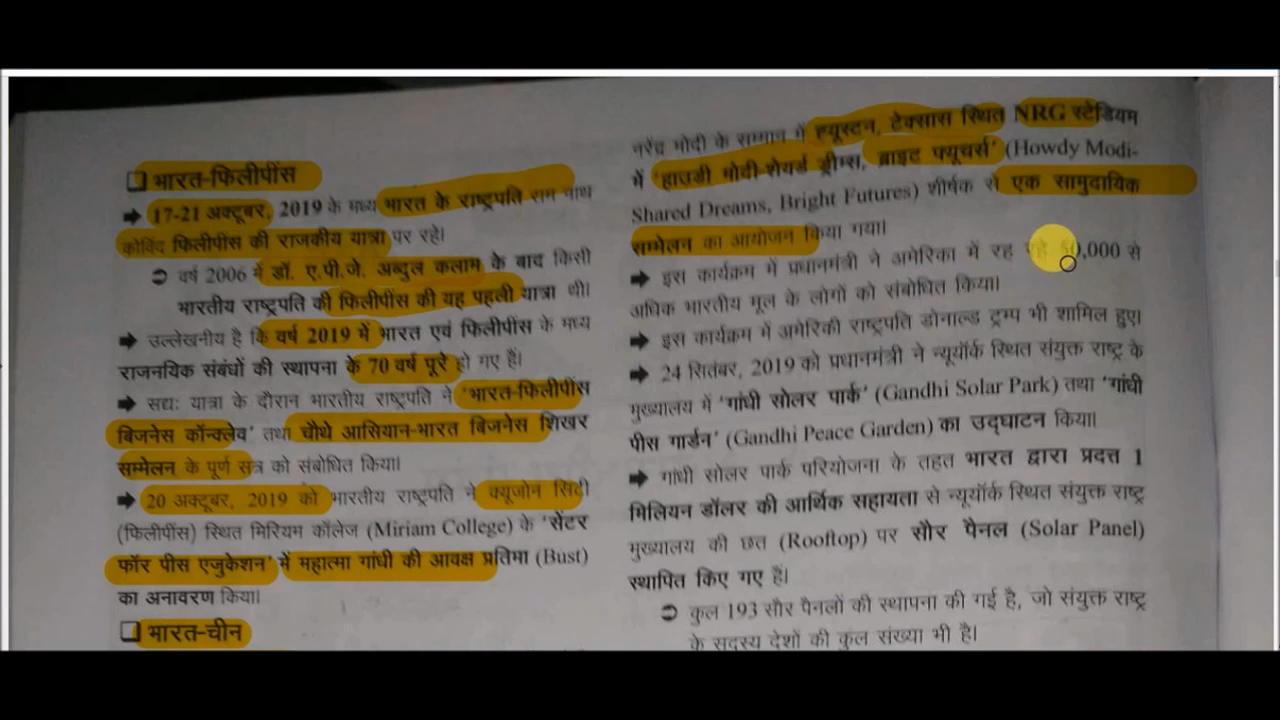 ❑ भारत-फिलीपींस
➡ 17-21 अक्टूबर, 2019 के मध्य भारत के राष्ट्रपति राम नाथ
कोविंद फिलीपींस की राजकीय यात्रा पर रहे।
➲ वर्ष 2006 में डॉ. ए.पी.जे. अब्दुल कलाम के बाद किसी
भारतीय राष्ट्रपति की फिलीपींस की यह पहली यात्रा थी।
➡ उल्लेखनीय है कि वर्ष 2019 में भारत एवं फिलीपींस के मध्य
राजनयिक संबंधों की स्थापना के 70 वर्ष पूरे हो गए हैं।
➡ सद्यः यात्रा के दौरान भारतीय राष्ट्रपति ने 'भारत-फिलीपींस
बिजनेस कॉन्क्लेव' तथा चौथे आसियान-भारत बिजनेस शिखर
सम्मेलन के पूर्ण सत्र को संबोधित किया।
➡ 20 अक्टूबर, 2019 को भारतीय राष्ट्रपति ने क्यूजोन सिटी
(फिलीपींस) स्थित मिरियम कॉलेज (Miriam College) के 'सेंटर
फॉर पीस एजुकेशन' में महात्मा गांधी की आवक्ष प्रतिमा (Bust)
का अनावरण किया।
❑ भारत-चीन
नरेंद्र मोदी के सम्मान में ह्यूस्टन, टेक्सास स्थित NRG स्टेडियम
में 'हाउडी मोदी-शेयर्ड ड्रीम्स, ब्राइट फ्यूचर्स' (Howdy Modi-
Shared Dreams, Bright Futures) शीर्षक से एक सामुदायिक
सम्मेलन का आयोजन किया गया।
➡ इस कार्यक्रम में प्रधानमंत्री ने अमेरिका में रह रहे 50,000 से
अधिक भारतीय मूल के लोगों को संबोधित किया।
➡ इस कार्यक्रम में अमेरिकी राष्ट्रपति डोनाल्ड ट्रम्प भी शामिल हुए।
➡ 24 सितंबर, 2019 को प्रधानमंत्री ने न्यूयॉर्क स्थित संयुक्त राष्ट्र के
मुख्यालय में 'गांधी सोलर पार्क' (Gandhi Solar Park) तथा 'गांधी
पीस गार्डन' (Gandhi Peace Garden) का उद्घाटन किया।
➡ गांधी सोलर पार्क परियोजना के तहत भारत द्वारा प्रदत्त 1
मिलियन डॉलर की आर्थिक सहायता से न्यूयॉर्क स्थित संयुक्त राष्ट्र
मुख्यालय की छत (Rooftop) पर सौर पैनल (Solar Panel)
स्थापित किए गए हैं।
➲ कुल 193 सौर पैनलों की स्थापना की गई है, जो संयुक्त राष्ट्र
के सदस्य देशों की कुल संख्या भी है।